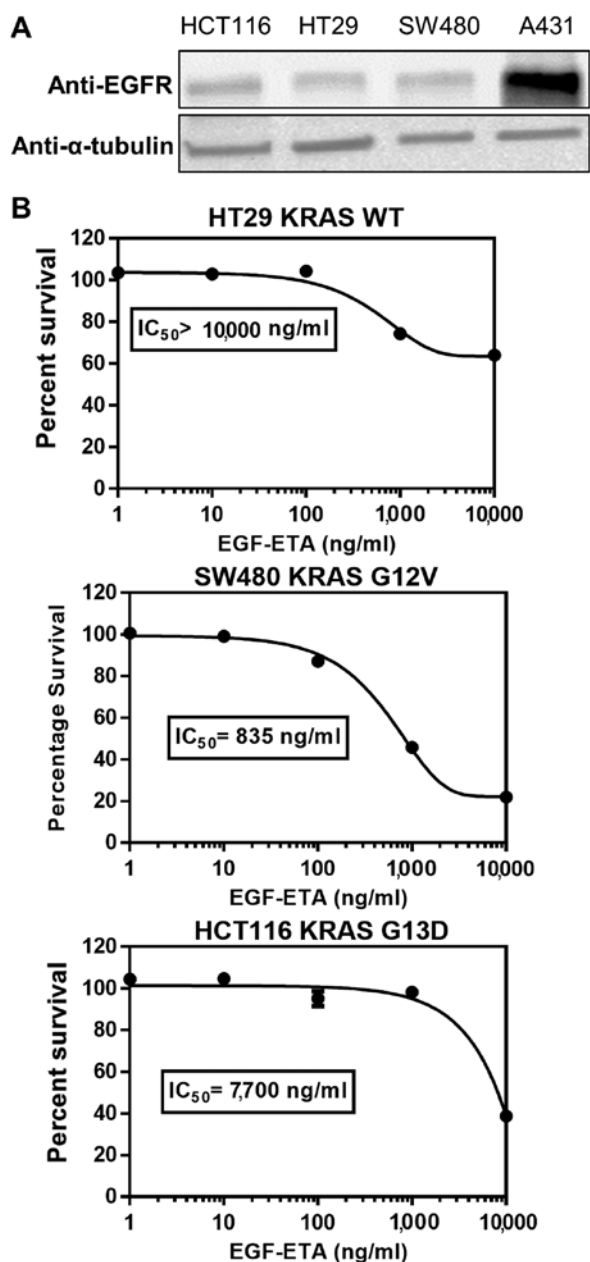 A
HCT116 HT29 SW480 A431
Anti-EGFR
Anti-α-tubulin
B
HT29 KRAS WT
120
100
80
60
40
20
0
Percent survival
IC50> 10,000 ng/ml
1 10 100 1,000 10,000
EGF-ETA (ng/ml)
SW480 KRAS G12V
120
100
80
60
40
20
0
Percentage Survival
IC50= 835 ng/ml
1 10 100 1,000 10,000
EGF-ETA (ng/ml)
HCT116 KRAS G13D
120
100
80
60
40
20
0
Percent survival
IC50= 7,700 ng/ml
1 10 100 1,000 10,000
EGF-ETA (ng/ml)